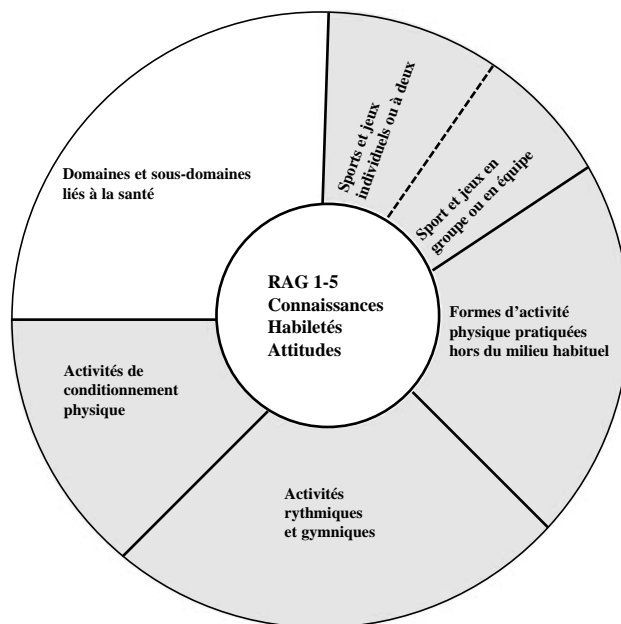 Domaines et sous-domaines
liés à la santé
Sports et jeux
individuels ou à deux
Sport et jeux en
groupe ou en équipe
RAG 1-5
Connaissances
Habiletés
Attitudes
Formes d’activité
physique pratiquées
hors du milieu habituel
Activités de
conditionnement
physique
Activités
rythmiques
et gymniques